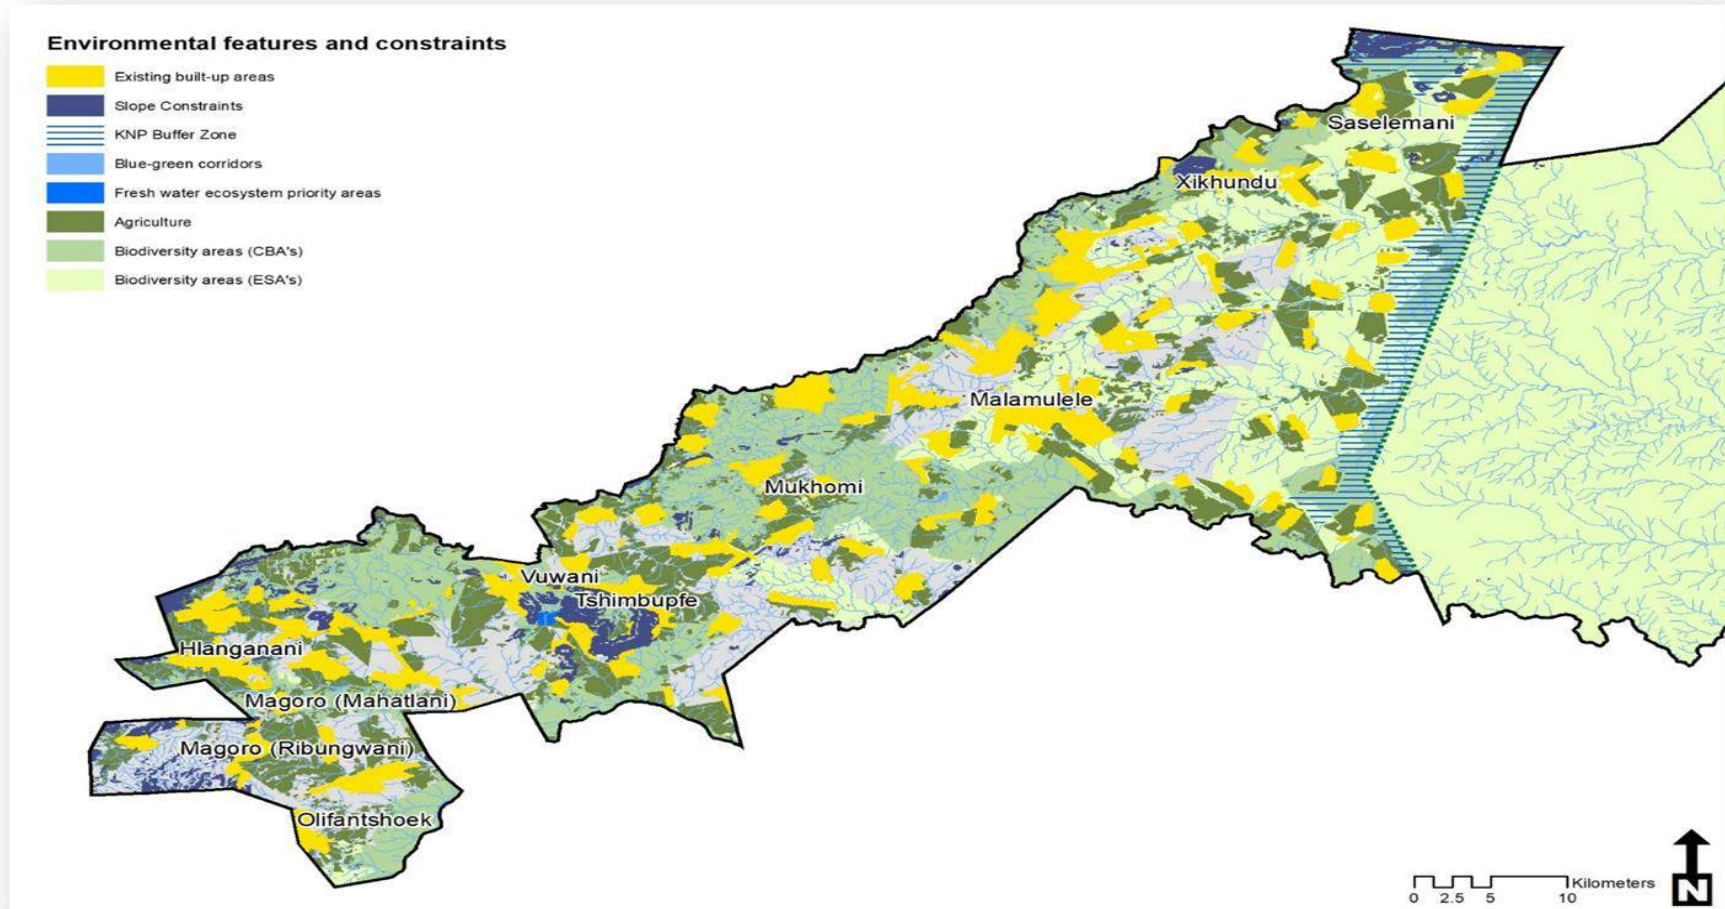 Environmental features and constraints
Existing built-up areas
Slope Constraints
KNP Buffer Zone
Blue-green corridors
Fresh water ecosystem priority areas
Agriculture
Biodiversity areas (CBA's)
Biodiversity areas (ESA's)
Saselemani
Xikhundu
Malamulele
Mukhomi
Vuwani
Tshimbupfe
Hlanganani
Magoro (Mahatlani)
Magoro (Ribungwani)
Olifantshoek
Kilometers
0 2.5 5 10
N